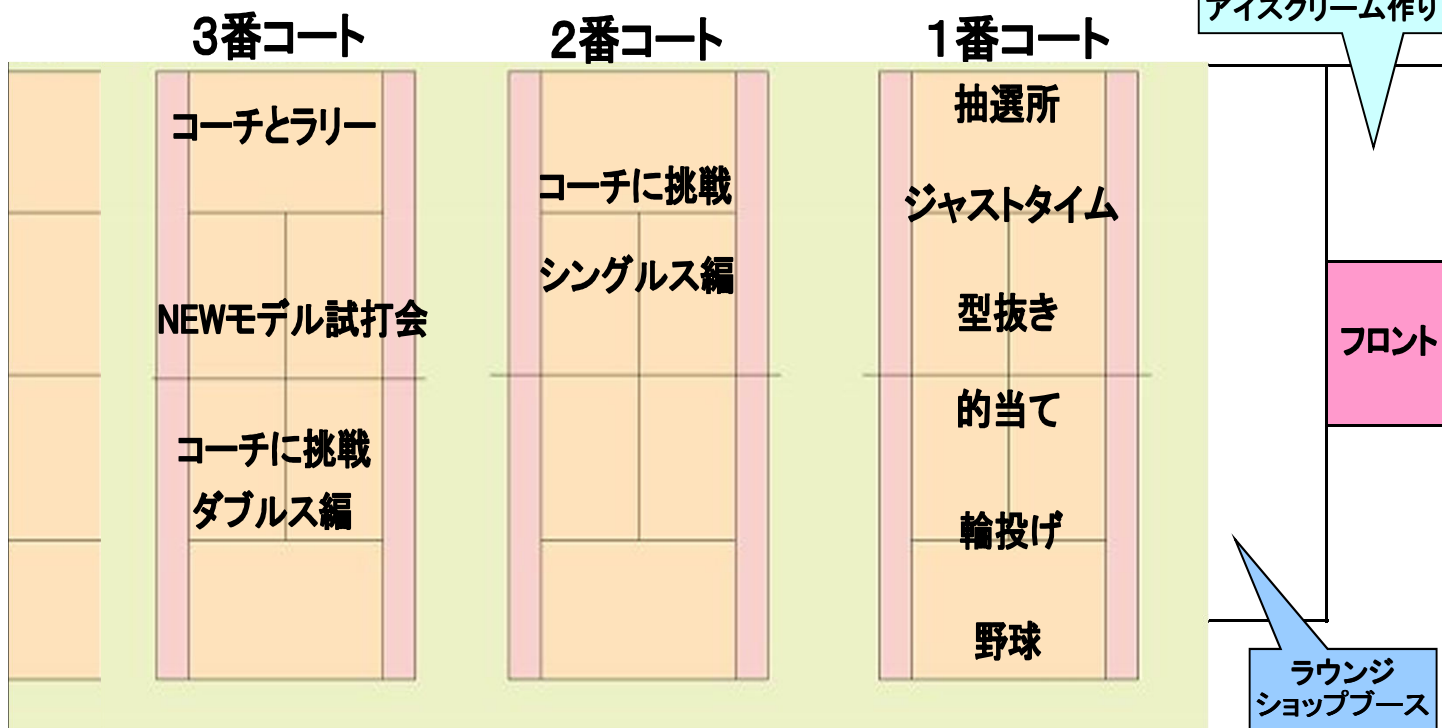 アイスクリーム作り
3番コート
2番コート
1番コート
コーチとラリー
NEWモデル試打会
コーチに挑戦
ダブルス編
コーチに挑戦
シングルス編
抽選所
ジャストタイム
型抜き
的当て
輪投げ
野球
フロント
ラウンジ
ショップブース